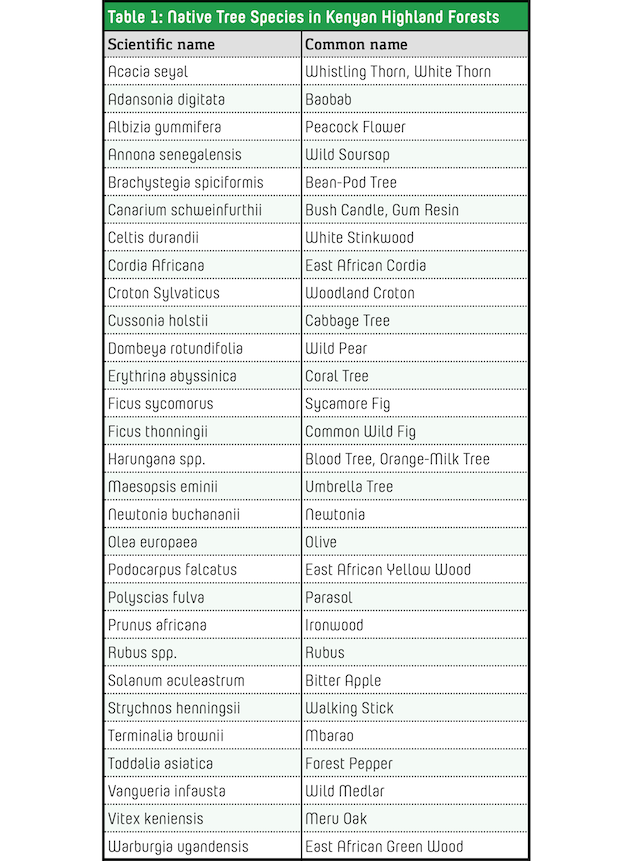 Table 1: Native Tree Species in Kenyan Highland Forests
Scientific name Common name
Acacia seyal Whistling Thorn, White Thorn
Adansonia digitata Baobab
Albizia gummifera Peacock Flower
Annona senegalensis Wild Soursop
Brachystegia spiciformis Bean-Pod Tree
Canarium schweinfurthii Bush Candle, Gum Resin
Celtis durandii White Stinkwood
Cordia Africana East African Cordia
Croton Sylvaticus Woodland Croton
Cussonia holstii Cabbage Tree
Dombeya rotundifolia Wild Pear
Erythrina abyssinica Coral Tree
Ficus sycomorus Sycamore Fig
Ficus thonningii Common Wild Fig
Harungana spp. Blood Tree, Orange-Milk Tree
Maesopsis eminii Umbrella Tree
Newtonia buchananii Newtonia
Olea europaea Olive
Podocarpus falcatus East African Yellow Wood
Polyscias fulva Parasol
Prunus africana Ironwood
Rubus spp. Rubus
Solanum aculeastrum Bitter Apple
Strychnos henningsii Walking Stick
Terminalia brownii Mbarao
Toddalia asiatica Forest Pepper
Vangueria infausta Wild Medlar
Vitex keniensis Meru Oak
Warburgia ugandensis East African Green Wood